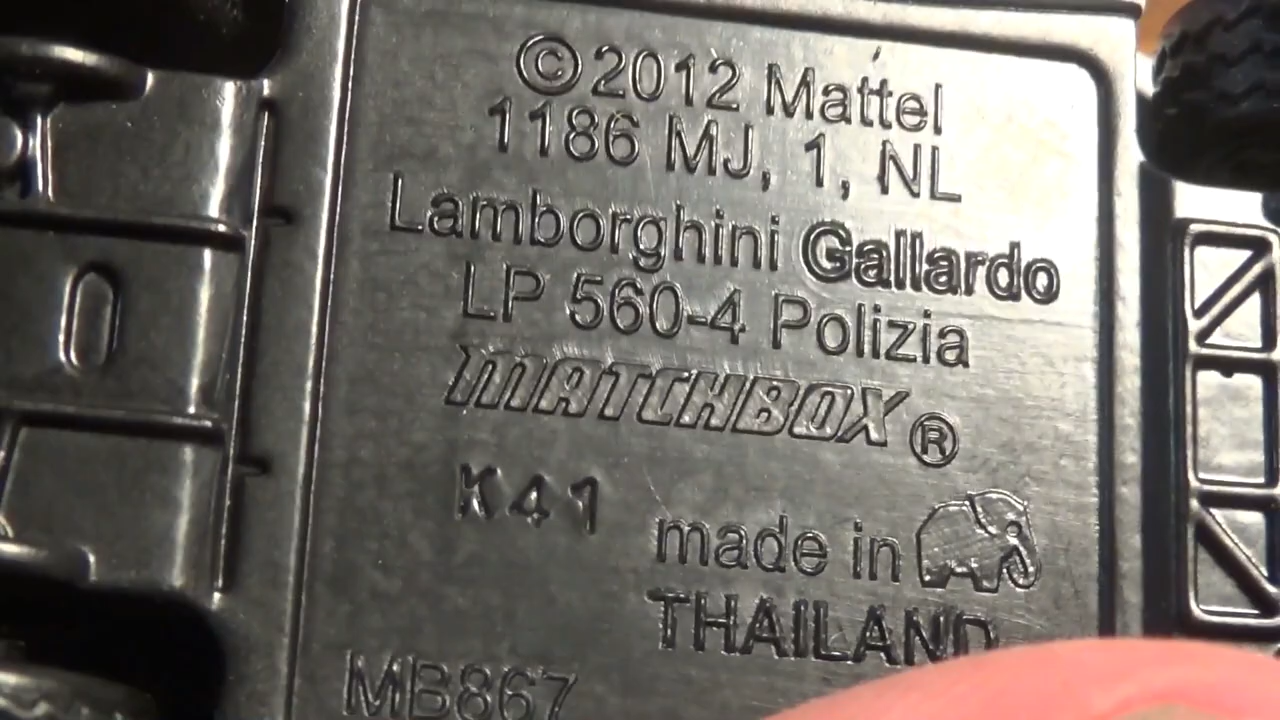 ©2012 Mattel
1186 MJ, 1, NL
Lamborghini Gallardo
LP 560-4 Polizia
MATCHBOX®
K41
made in
THAILAND
MB867